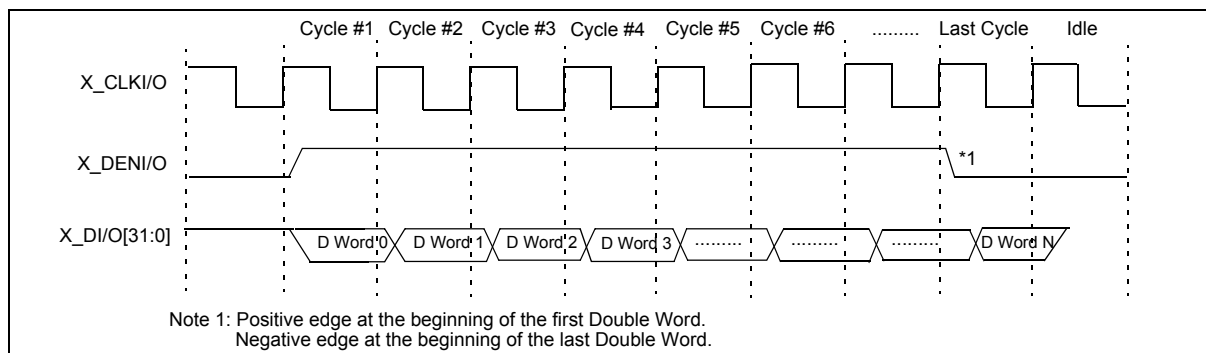 Cycle #1 Cycle #2 Cycle #3 Cycle #4 Cycle #5 Cycle #6 ......... Last Cycle Idle
X_CLKI/O
X_DENI/O *1
X_DI/O[31:0] D Word 0 D Word 1 D Word 2 D Word 3 ......... ......... ......... D Word N
Note 1: Positive edge at the beginning of the first Double Word.
Negative edge at the beginning of the last Double Word.